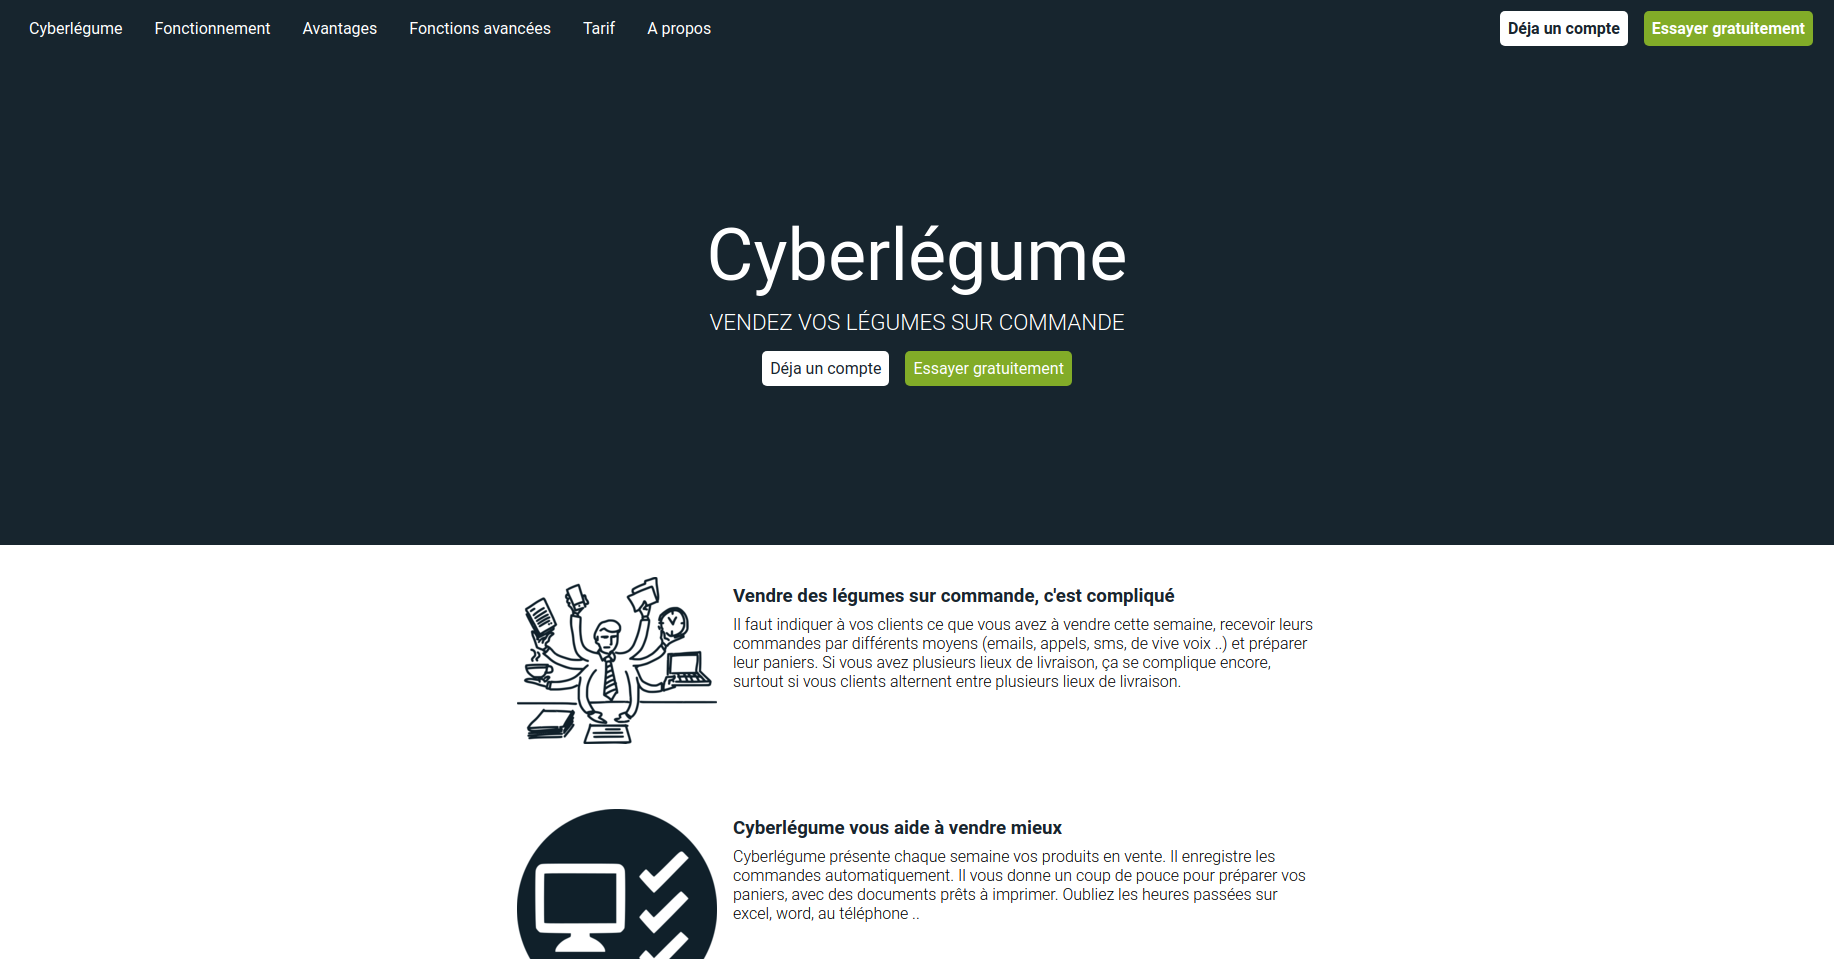 Cyberlégume
Fonctionnement
Avantages
Fonctions avancées
Tarif
A propos
Déja un compte
Essayer gratuitement
Cyberlégume
VENDEZ VOS LÉGUMES SUR COMMANDE
Déja un compte
Essayer gratuitement
Vendre des légumes sur commande, c'est compliqué
Il faut indiquer à vos clients ce que vous avez à vendre cette semaine, recevoir leurs
commandes par différents moyens (emails, appels, sms, de vive voix ..) et préparer
leur paniers. Si vous avez plusieurs lieux de livraison, ça se complique encore,
surtout si vous clients alternent entre plusieurs lieux de livraison.
Cyberlégume vous aide à vendre mieux
Cyberlégume présente chaque semaine vos produits en vente. Il enregistre les
commandes automatiquement. Il vous donne un coup de pouce pour préparer vos
paniers, avec des documents prêts à imprimer. Oubliez les heures passées sur
excel, word, au téléphone ..